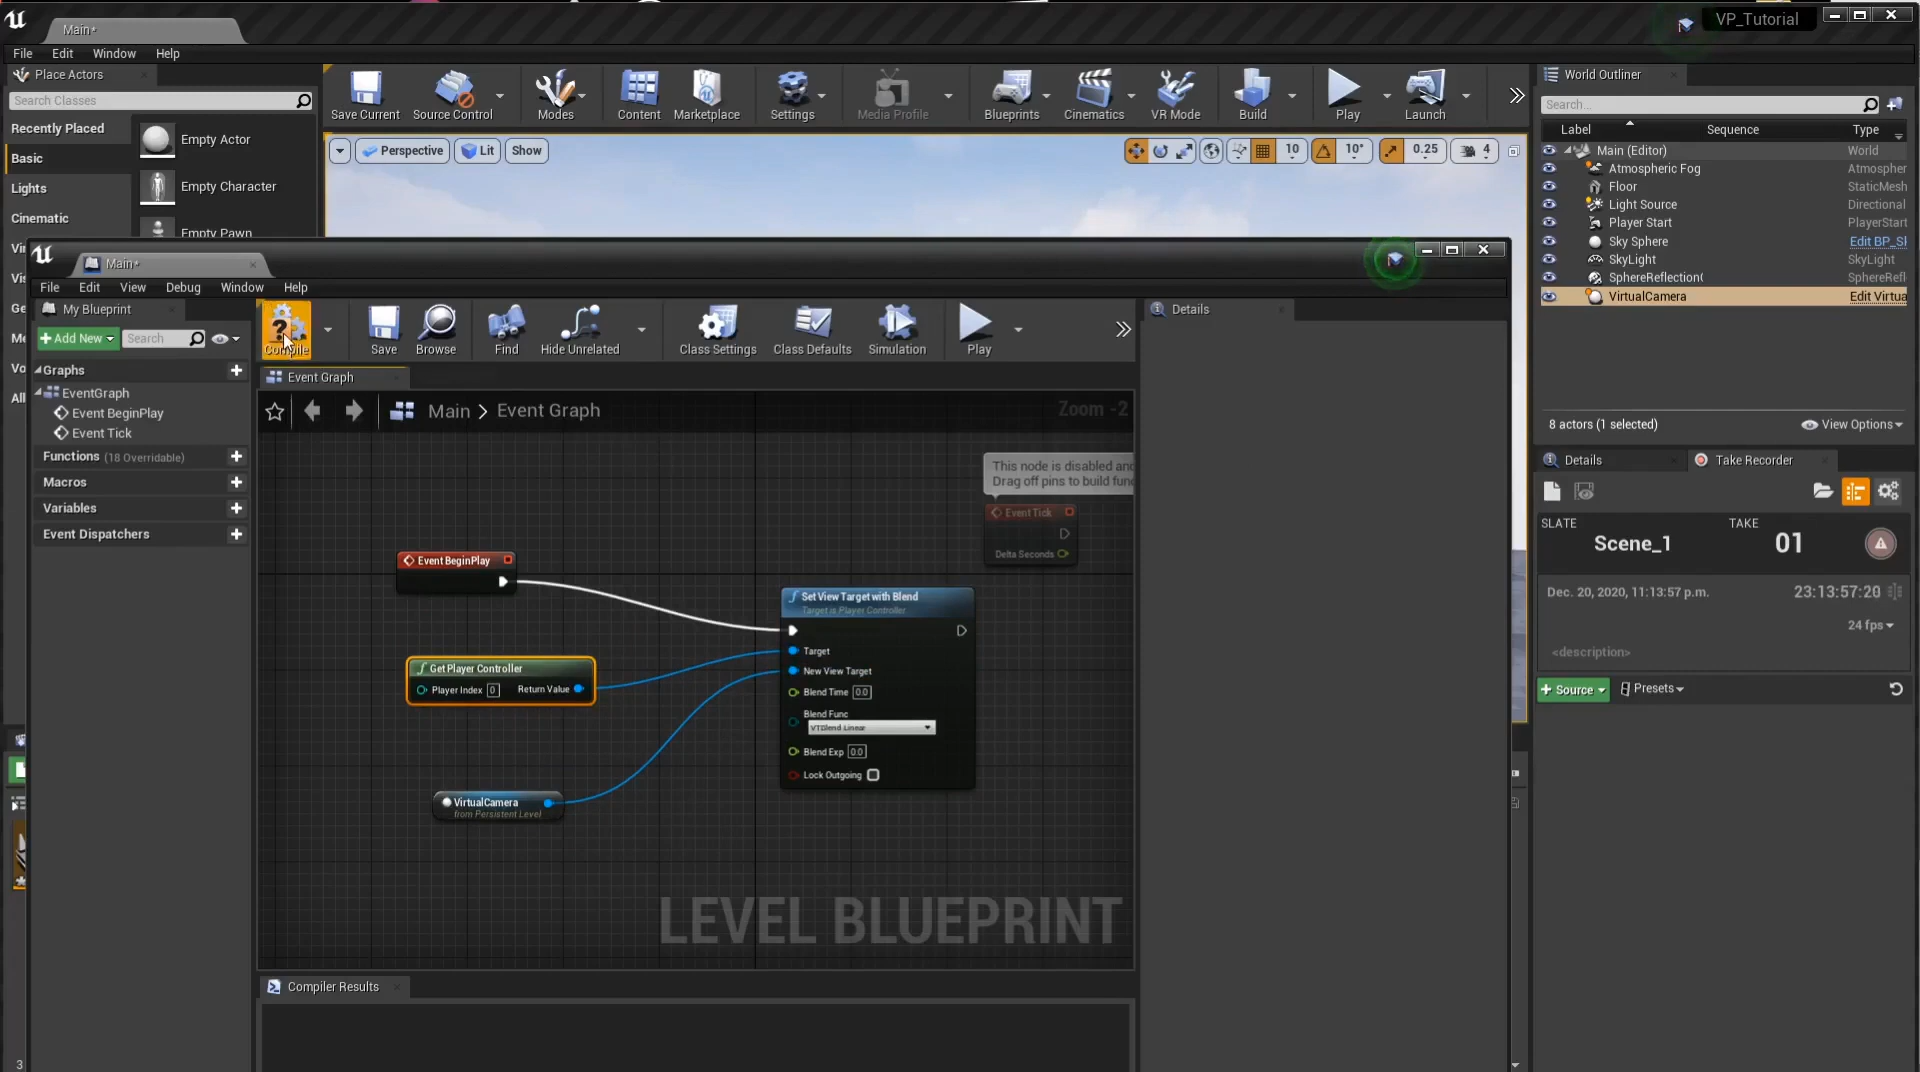 Main*
VP_Tutorial
File Edit Window Help
Place Actors
Search Classes
Recently Placed
Basic
Lights
Cinematic
Empty Actor
Empty Character
Empty Pawn
Save Current
Source Control
Modes
Content
Marketplace
Settings
Media Profile
Blueprints
Cinematics
VR Mode
Build
Play
Launch
Perspective
Lit
Show
10
10°
0.25
4
World Outliner
Search...
Label Sequence Type
Main (Editor) World
Atmospheric Fog Atmospher
Floor StaticMesh
Light Source Directional
Player Start PlayerStart
Sky Sphere Edit BP_Sk
SkyLight SkyLight
SphereReflection( SphereRefl
VirtualCamera Edit Virtua
8 actors (1 selected)
View Options
Details
Take Recorder
SLATE
Scene_1
TAKE
01
Dec. 20, 2020, 11:13:57 p.m.
23:13:57:20
24 fps
<description>
+ Source
Presets
Main*
File Edit View Debug Window Help
My Blueprint
+ Add New
Search
Graphs
EventGraph
Event BeginPlay
Event Tick
Functions (18 Overridable)
Macros
Variables
Event Dispatchers
Compile
Save
Browse
Find
Hide Unrelated
Class Settings
Class Defaults
Simulation
Play
Details
Event Graph
Main > Event Graph
Zoom -2
This node is disabled and
Drag off pins to build func
Event Tick
Delta Seconds
Event BeginPlay
Get Player Controller
Player Index 0
Return Value
VirtualCamera
from Persistent Level
Set View Target with Blend
Target is Player Controller
Target
New View Target
Blend Time 0.0
Blend Func
VTBlend Linear
Blend Exp 0.0
Lock Outgoing
LEVEL BLUEPRINT
Compiler Results
3